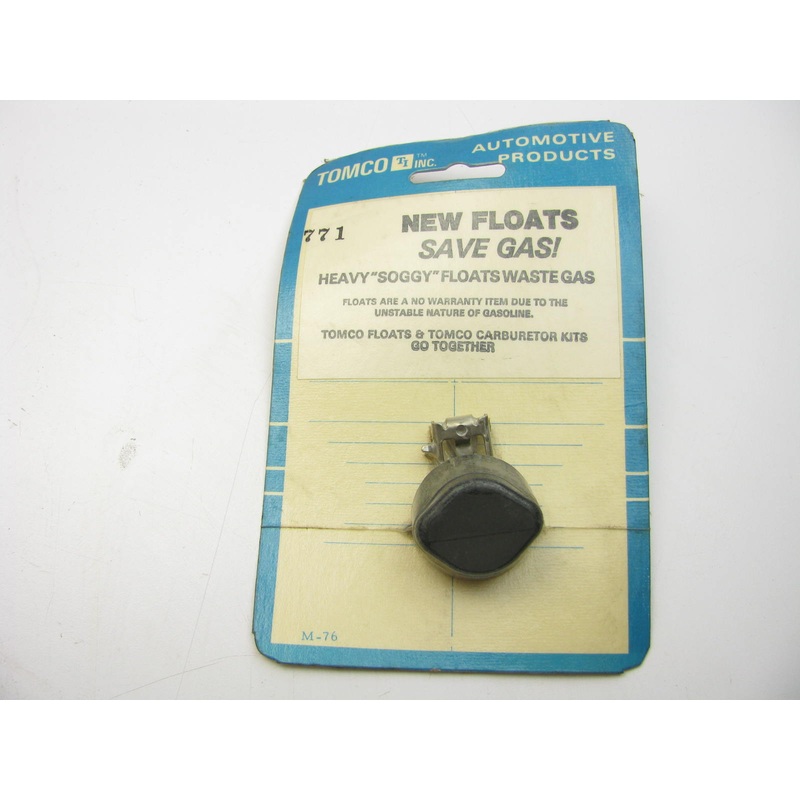 TOMCO TI™ INC.
AUTOMOTIVE
PRODUCTS
771
NEW FLOATS
SAVE GAS!
HEAVY "SOGGY" FLOATS WASTE GAS
FLOATS ARE A NO WARRANTY ITEM DUE TO THE
UNSTABLE NATURE OF GASOLINE.
TOMCO FLOATS & TOMCO CARBURETOR KITS
GO TOGETHER
M-76